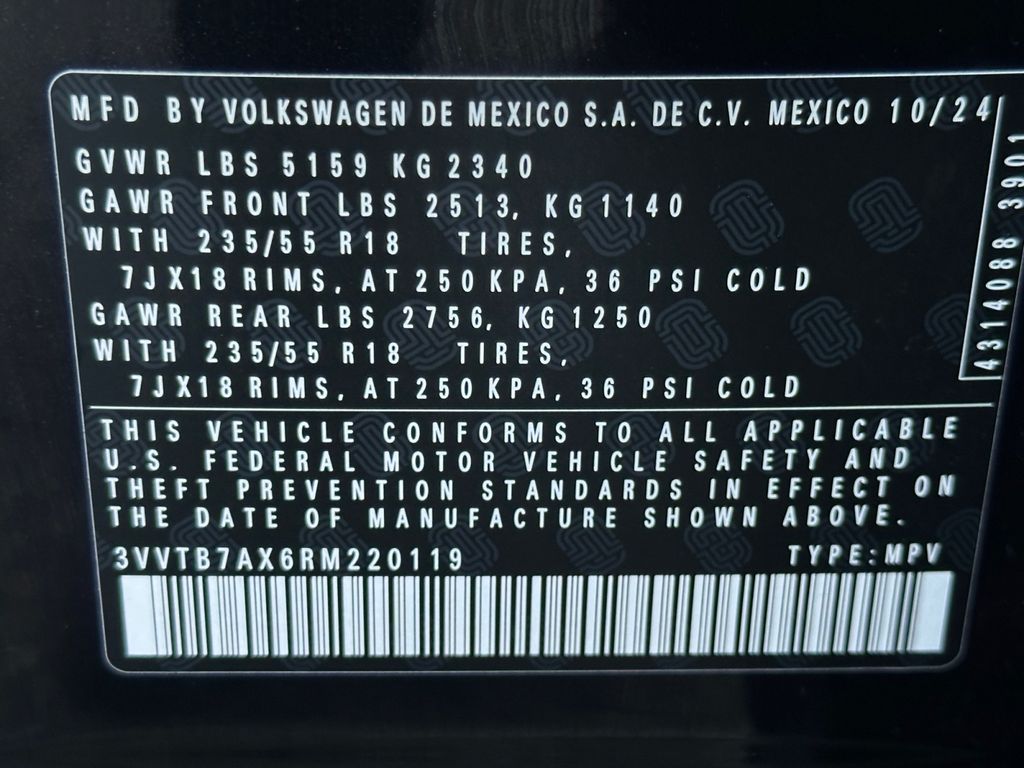 MFD BY VOLKSWAGEN DE MEXICO S.A. DE C.V. MEXICO 10/24
GVWR LBS 5159 KG 2340
GAWR FRONT LBS 2513, KG 1140
WITH 235/55 R18 TIRES,
7JX18 RIMS, AT 250 KPA, 36 PSI COLD
GAWR REAR LBS 2756, KG 1250
WITH 235/55 R18 TIRES,
7JX18 RIMS, AT 250 KPA, 36 PSI COLD
4314088 3901
THIS VEHICLE CONFORMS TO ALL APPLICABLE
U.S. FEDERAL MOTOR VEHICLE SAFETY AND
THEFT PREVENTION STANDARDS IN EFFECT ON
THE DATE OF MANUFACTURE SHOWN ABOVE.
3VVTB7AX6RM220119 TYPE:MPV